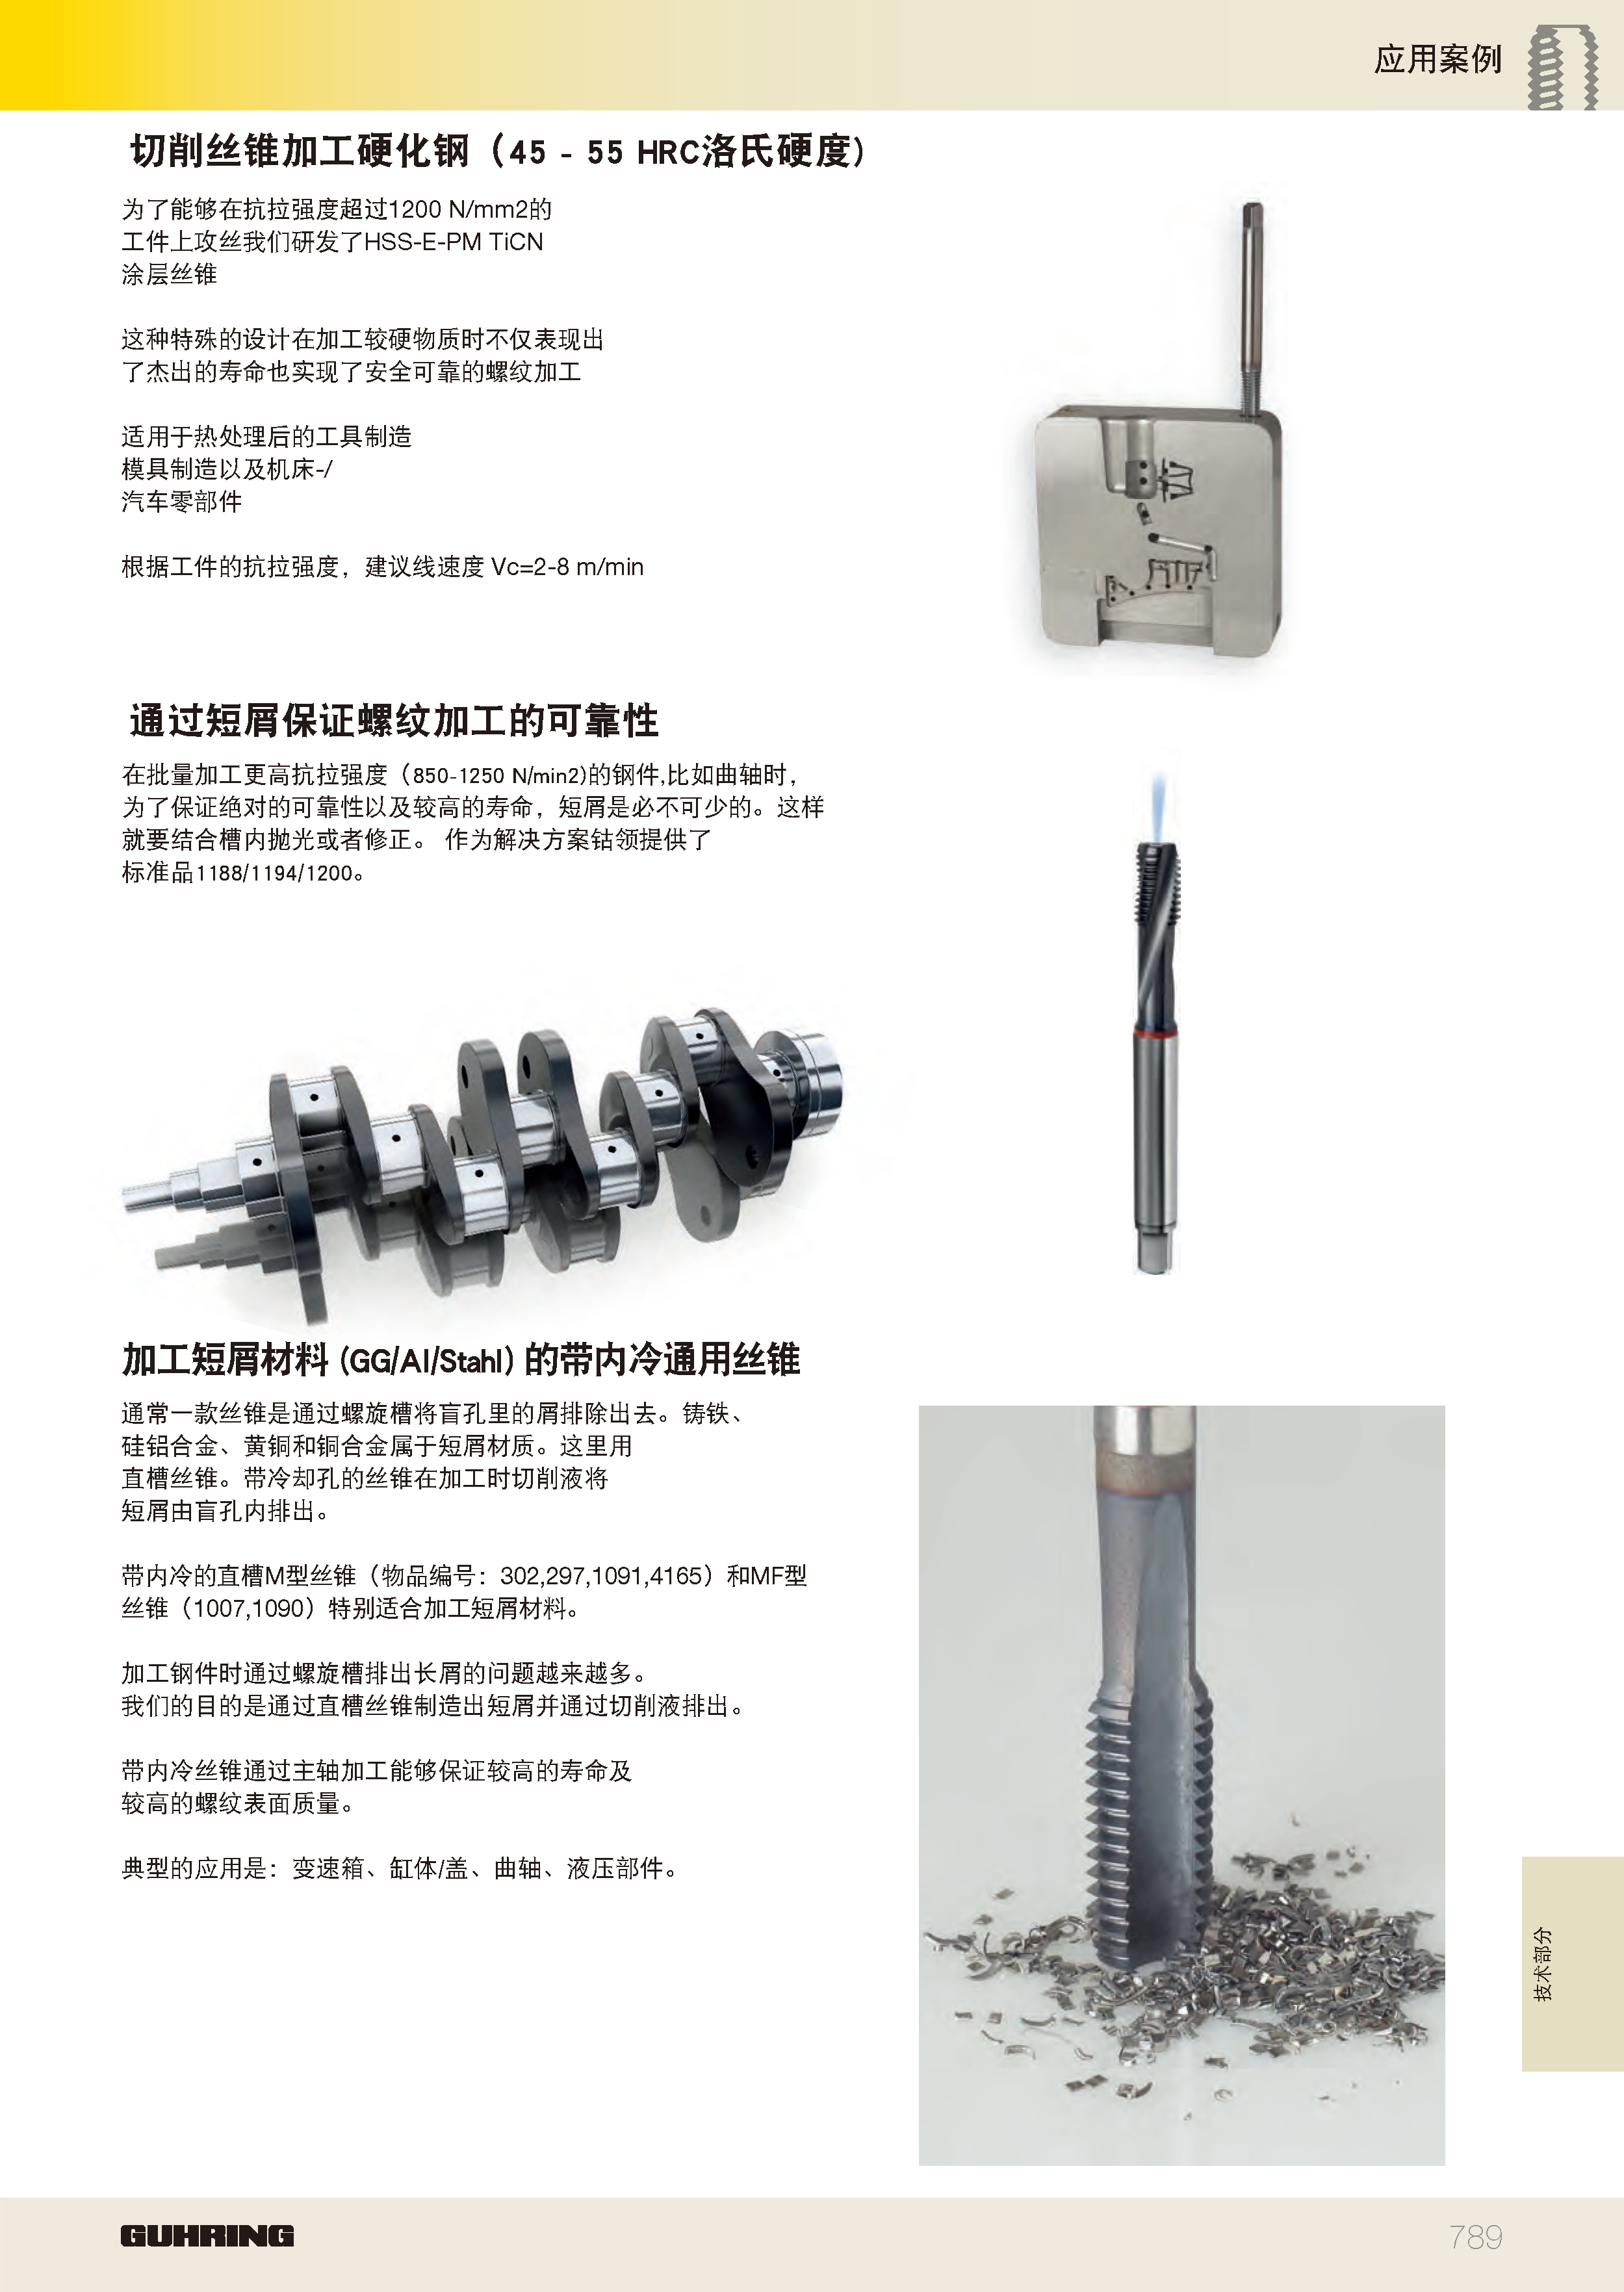 应用案例
切削丝锥加工硬化钢（45 - 55 HRC洛氏硬度）
为了能够在抗拉强度超过1200 N/mm2的
工件上攻丝我们研发了HSS-E-PM TiCN
涂层丝锥
这种特殊的设计在加工较硬物质时不仅表现出
了杰出的寿命也实现了安全可靠的螺纹加工
适用于热处理后的工具制造
模具制造以及机床-/
汽车零部件
根据工件的抗拉强度，建议线速度 Vc=2-8 m/min
通过短屑保证螺纹加工的可靠性
在批量加工更高抗拉强度（850-1250 N/min2)的钢件,比如曲轴时，
为了保证绝对的可靠性以及较高的寿命，短屑是必不可少的。这样
就要结合槽内抛光或者修正。 作为解决方案钴领提供了
标准品1188/1194/1200。
加工短屑材料 (GG/Al/Stahl) 的带内冷通用丝锥
通常一款丝锥是通过螺旋槽将盲孔里的屑排除出去。铸铁、
硅铝合金、黄铜和铜合金属于短屑材质。这里用
直槽丝锥。带冷却孔的丝锥在加工时切削液将
短屑由盲孔内排出。
带内冷的直槽M型丝锥（物品编号：302,297,1091,4165）和MF型
丝锥（1007,1090）特别适合加工短屑材料。
加工钢件时通过螺旋槽排出长屑的问题越来越多。
我们的目的是通过直槽丝锥制造出短屑并通过切削液排出。
带内冷丝锥通过主轴加工能够保证较高的寿命及
较高的螺纹表面质量。
典型的应用是：变速箱、缸体/盖、曲轴、液压部件。
技术部分
GUHRING
789